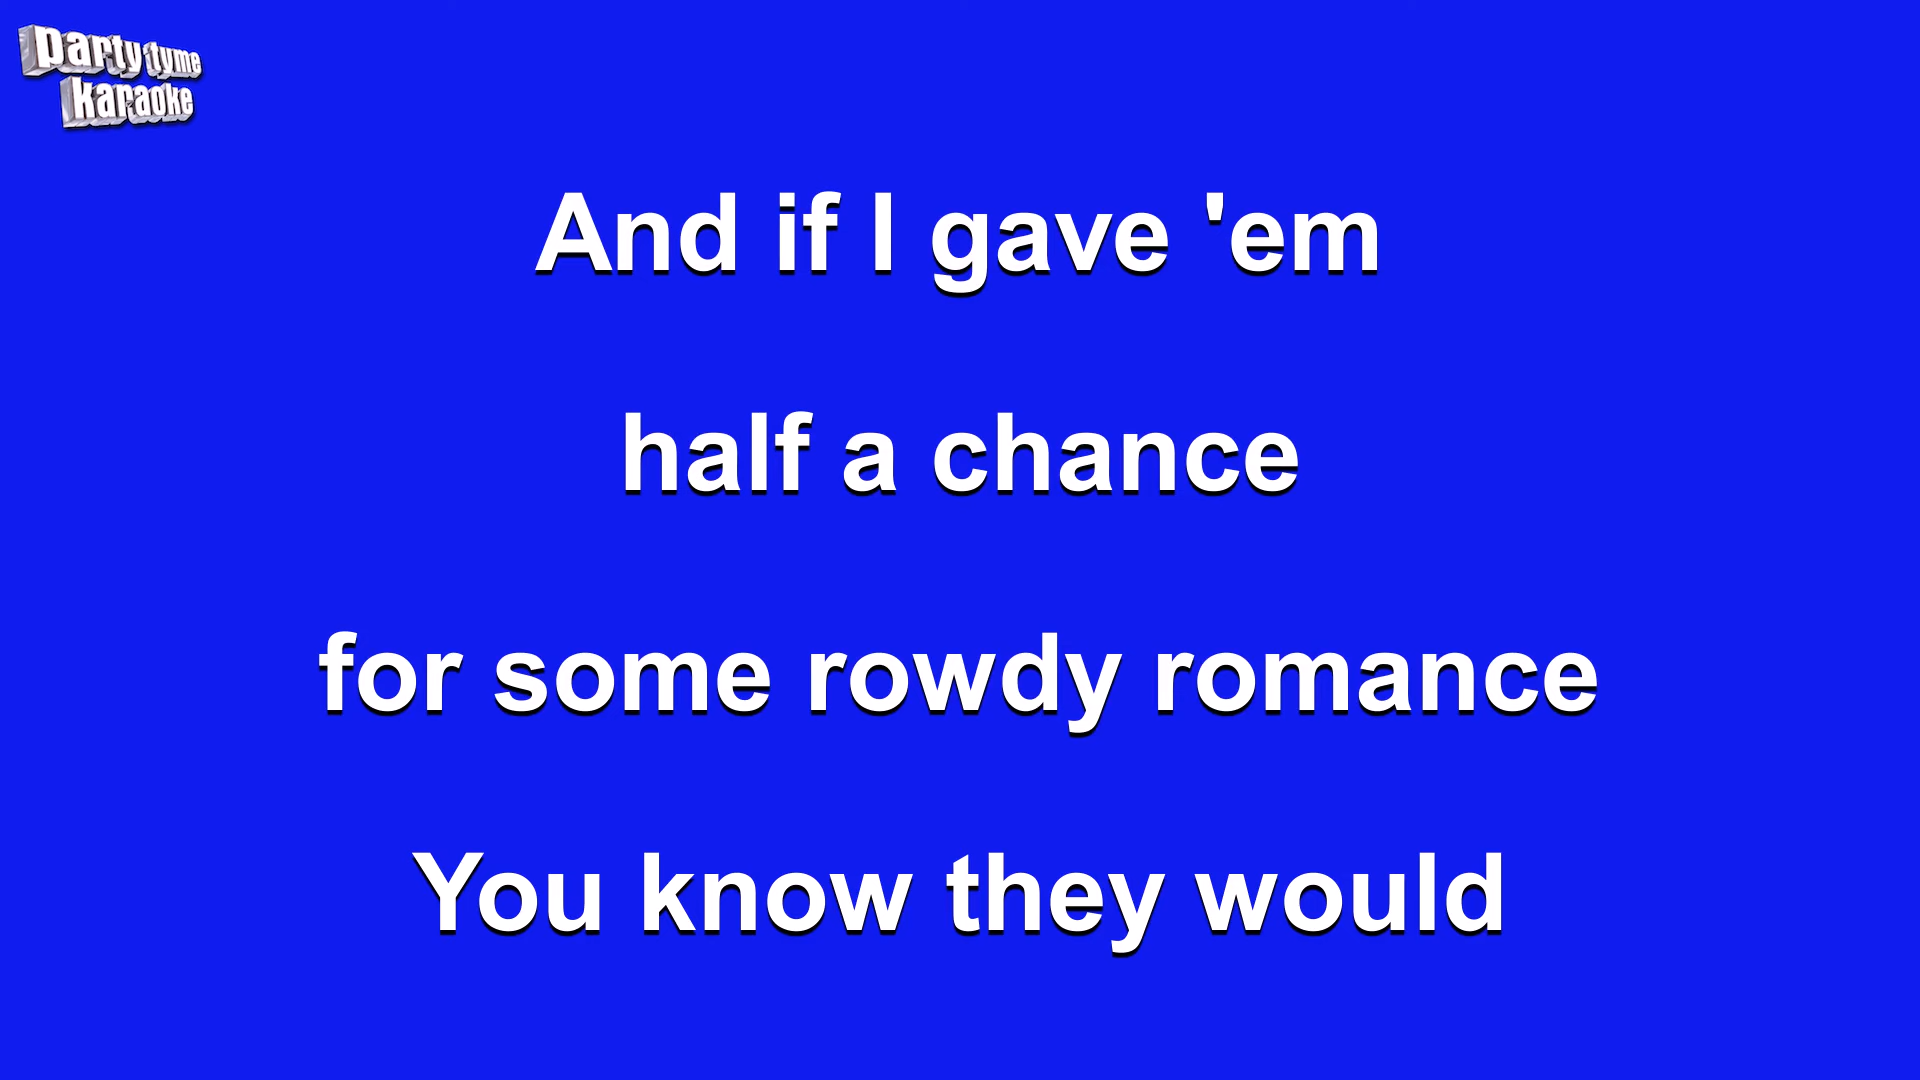 party tyme
karaoke
And if I gave 'em
half a chance
for some rowdy romance
You know they would